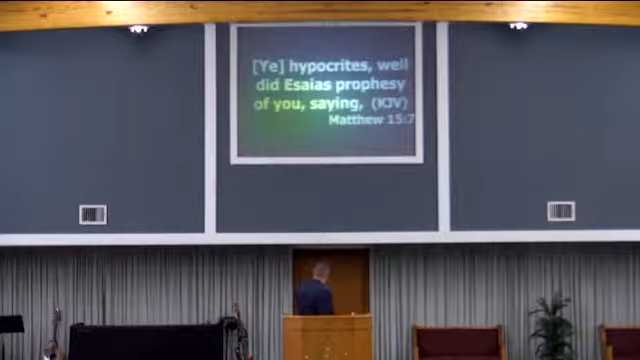 [Ye] hypocrites, well
did Esaias prophesy
of you, saying, (KJV)
Matthew 15:7